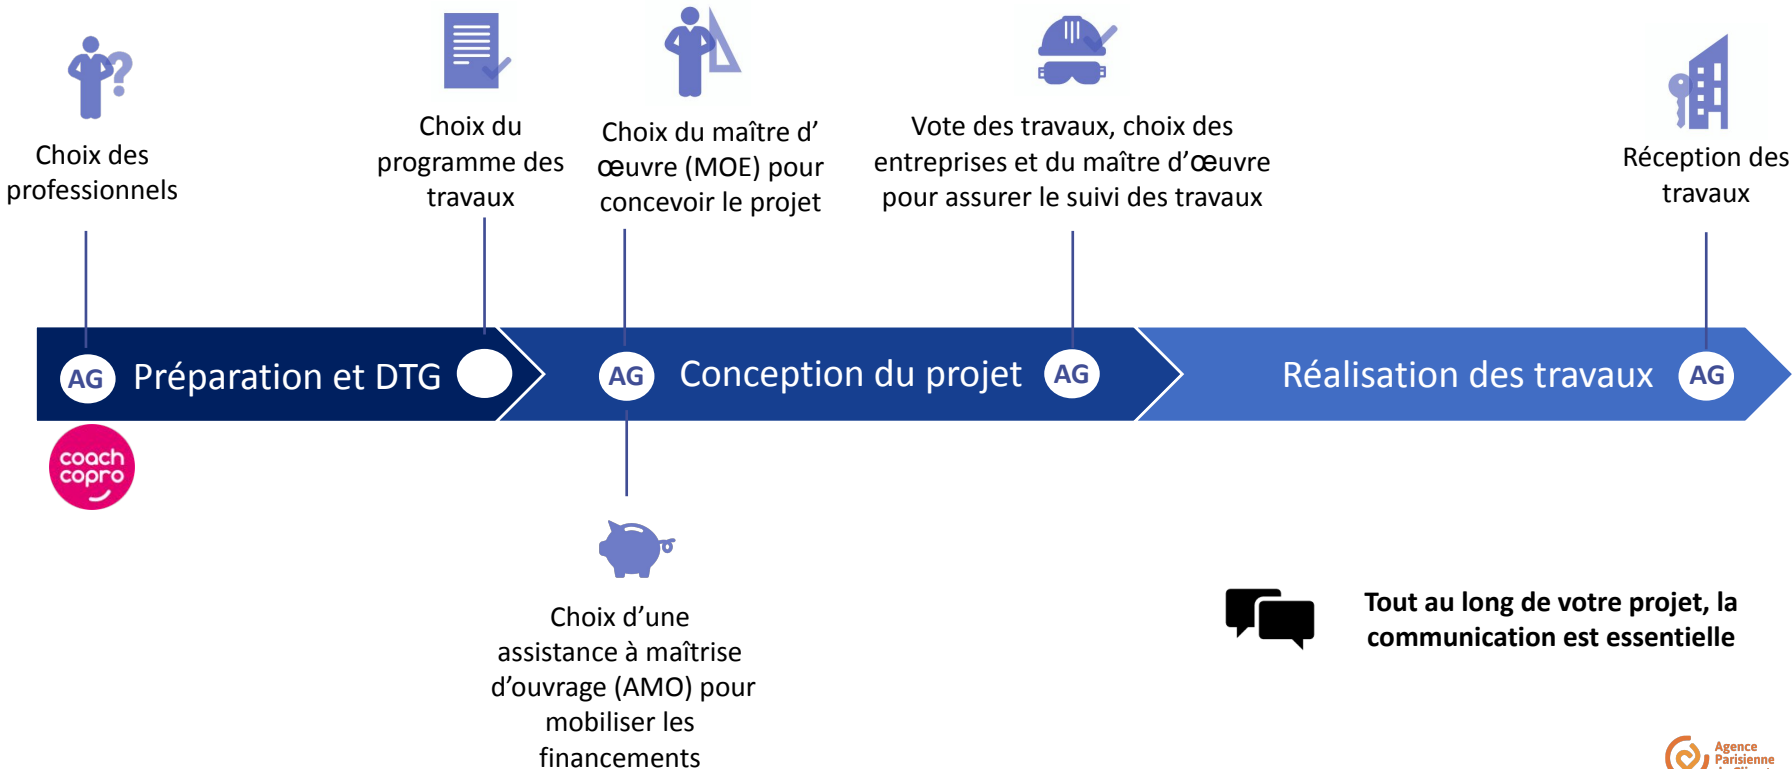 Choix des
professionnels
Choix du
programme des
travaux
Choix du maître d’
œuvre (MOE) pour
concevoir le projet
Vote des travaux, choix des
entreprises et du maître d’œuvre
pour assurer le suivi des travaux
Réception des
travaux
AG
Préparation et DTG
AG
Conception du projet
AG
Réalisation des travaux
AG
coach
copro
Choix d’une
assistance à maîtrise
d’ouvrage (AMO) pour
mobiliser les
financements
Tout au long de votre projet, la
communication est essentielle
Agence
Parisienne